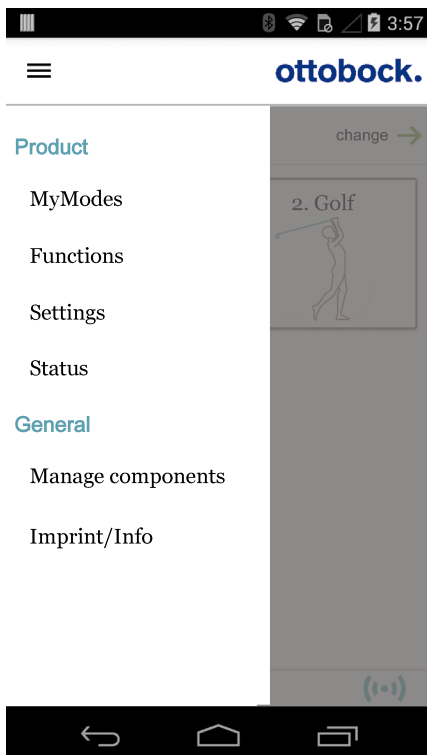 3:57
ottobock.
Product
change
MyModes
2. Golf
Functions
Settings
Status
General
Manage components
Imprint/Info